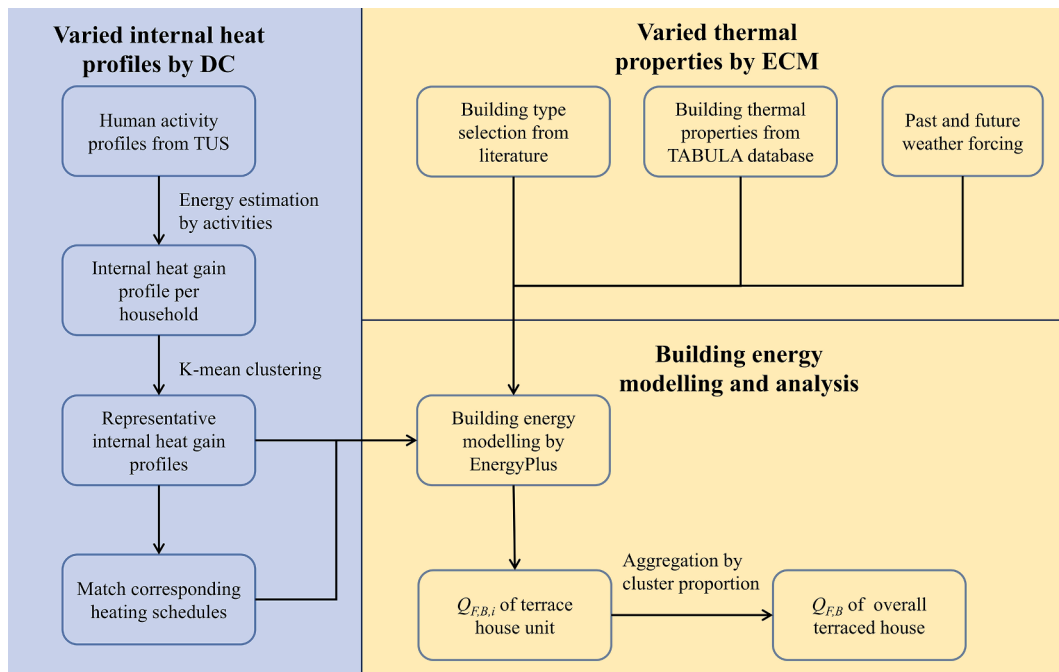 Varied internal heat
profiles by DC
Human activity
profiles from TUS
Energy estimation
by activities
Internal heat gain
profile per
household
K-mean clustering
Representative
internal heat gain
profiles
Match corresponding
heating schedules
Varied thermal
properties by ECM
Building type
selection from
literature
Building thermal
properties from
TABULA database
Past and future
weather forcing
Building energy
modelling and analysis
Building energy
modelling by
EnergyPlus
Q_{F,B,i} of terrace
house unit
Aggregation by
cluster proportion
Q_{F,B} of overall
terraced house